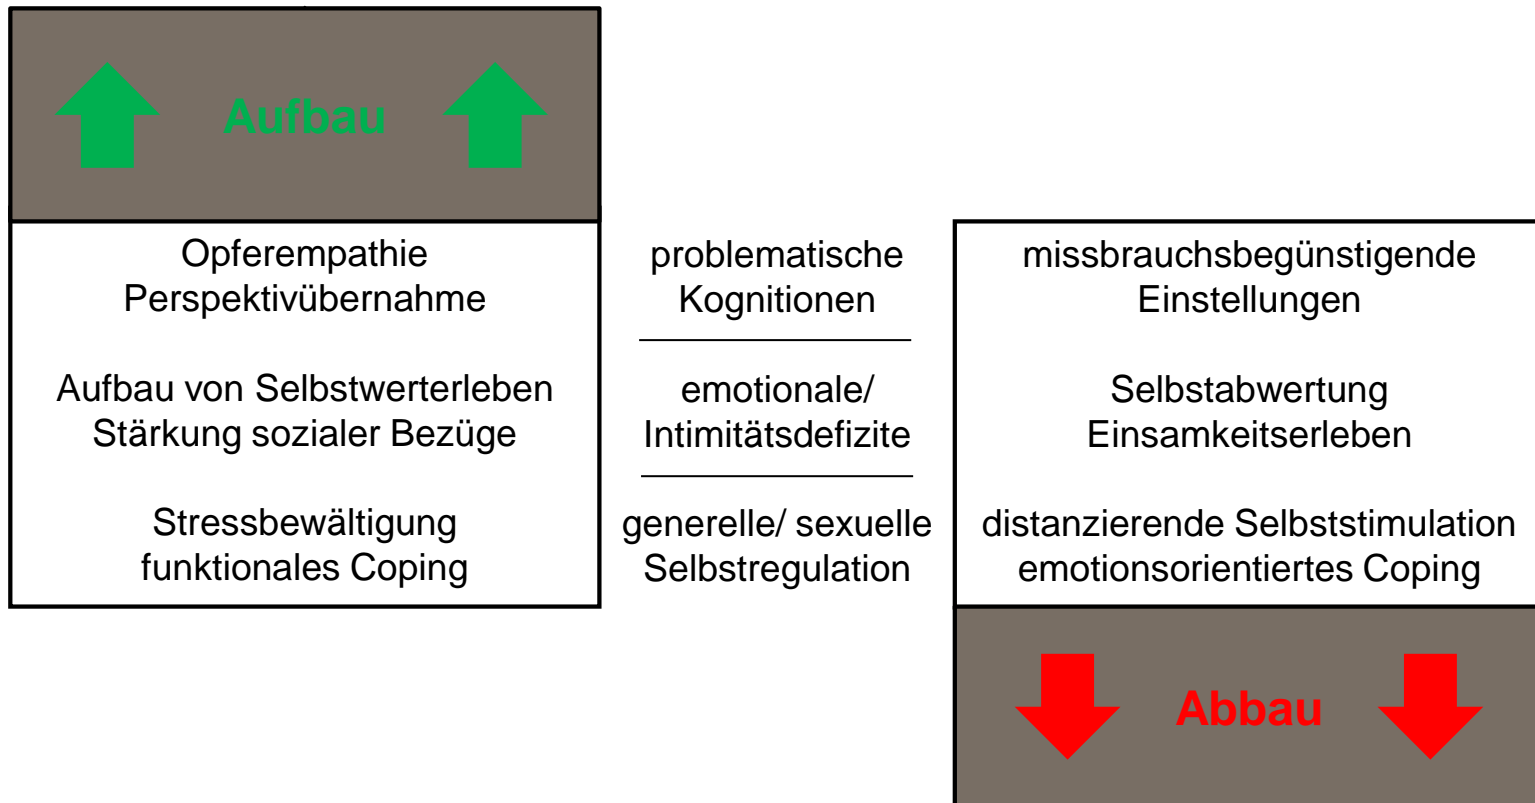 Aufbau
Opferempathie
Perspektivübernahme
Aufbau von Selbstwerterleben
Stärkung sozialer Bezüge
Stressbewältigung
funktionales Coping
problematische
Kognitionen
emotionale/
Intimitätsdefizite
generelle/ sexuelle
Selbstregulation
missbrauchsbegünstigende
Einstellungen
Selbstabwertung
Einsamkeitserleben
distanzierende Selbststimulation
emotionsorientiertes Coping
Abbau